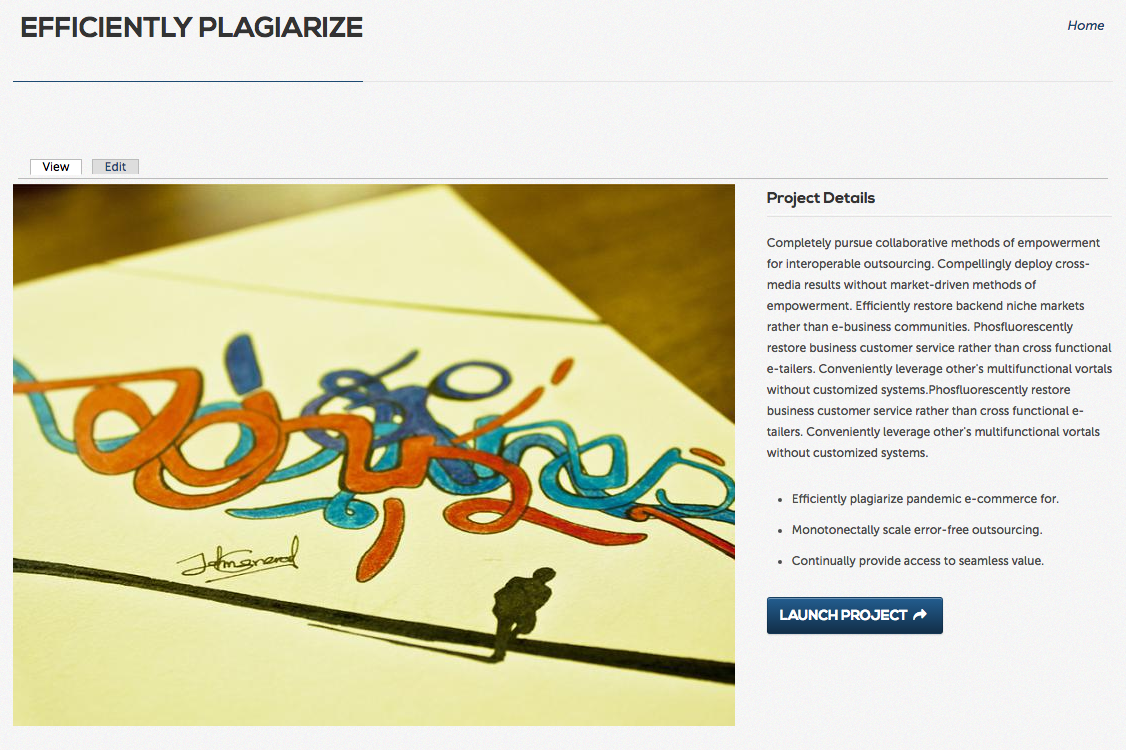 EFFICIENTLY PLAGIARIZE
Home
View
Edit
Project Details
Completely pursue collaborative methods of empowerment
for interoperable outsourcing. Compellingly deploy cross-
media results without market-driven methods of
empowerment. Efficiently restore backend niche markets
rather than e-business communities. Phosfluorescently
restore business customer service rather than cross functional
e-tailers. Conveniently leverage other's multifunctional vortals
without customized systems.Phosfluorescently restore
business customer service rather than cross functional e-
tailers. Conveniently leverage other's multifunctional vortals
without customized systems.
• Efficiently plagiarize pandemic e-commerce for.
• Monotonectally scale error-free outsourcing.
• Continually provide access to seamless value.
LAUNCH PROJECT